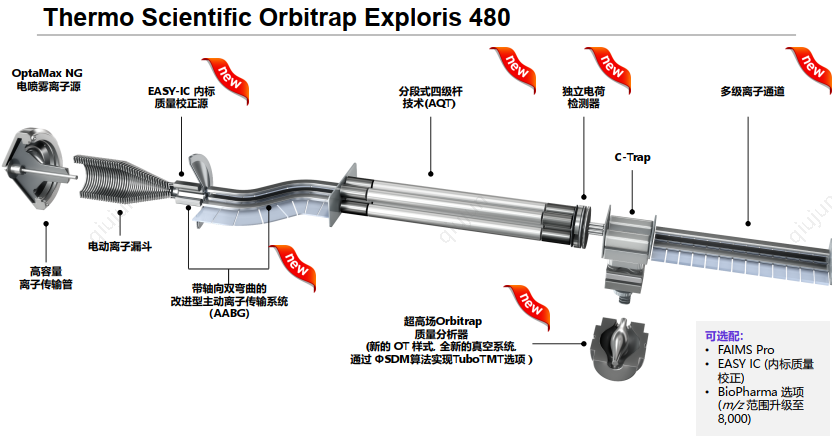 Thermo Scientific Orbitrap Exploris 480
OptaMax NG
电喷雾离子源
new
EASY-IC 内标
质量校正源
new
分段式四级杆
技术(AQT)
new
独立电荷
检测器
new
多级离子通道
C-Trap
电动离子漏斗
高容量
离子传输管
new
带轴向双弯曲的
改进型主动离子传输系统
(AABG)
new
超高场Orbitrap
质量分析器
(新的 OT 样式, 全新的真空系统,
通过 ΦSDM算法实现TuboTMT选项 )
可选配:
• FAIMS Pro
• EASY IC (内标质量
校正)
• BioPharma 选项
(m/z 范围升级至
8,000)